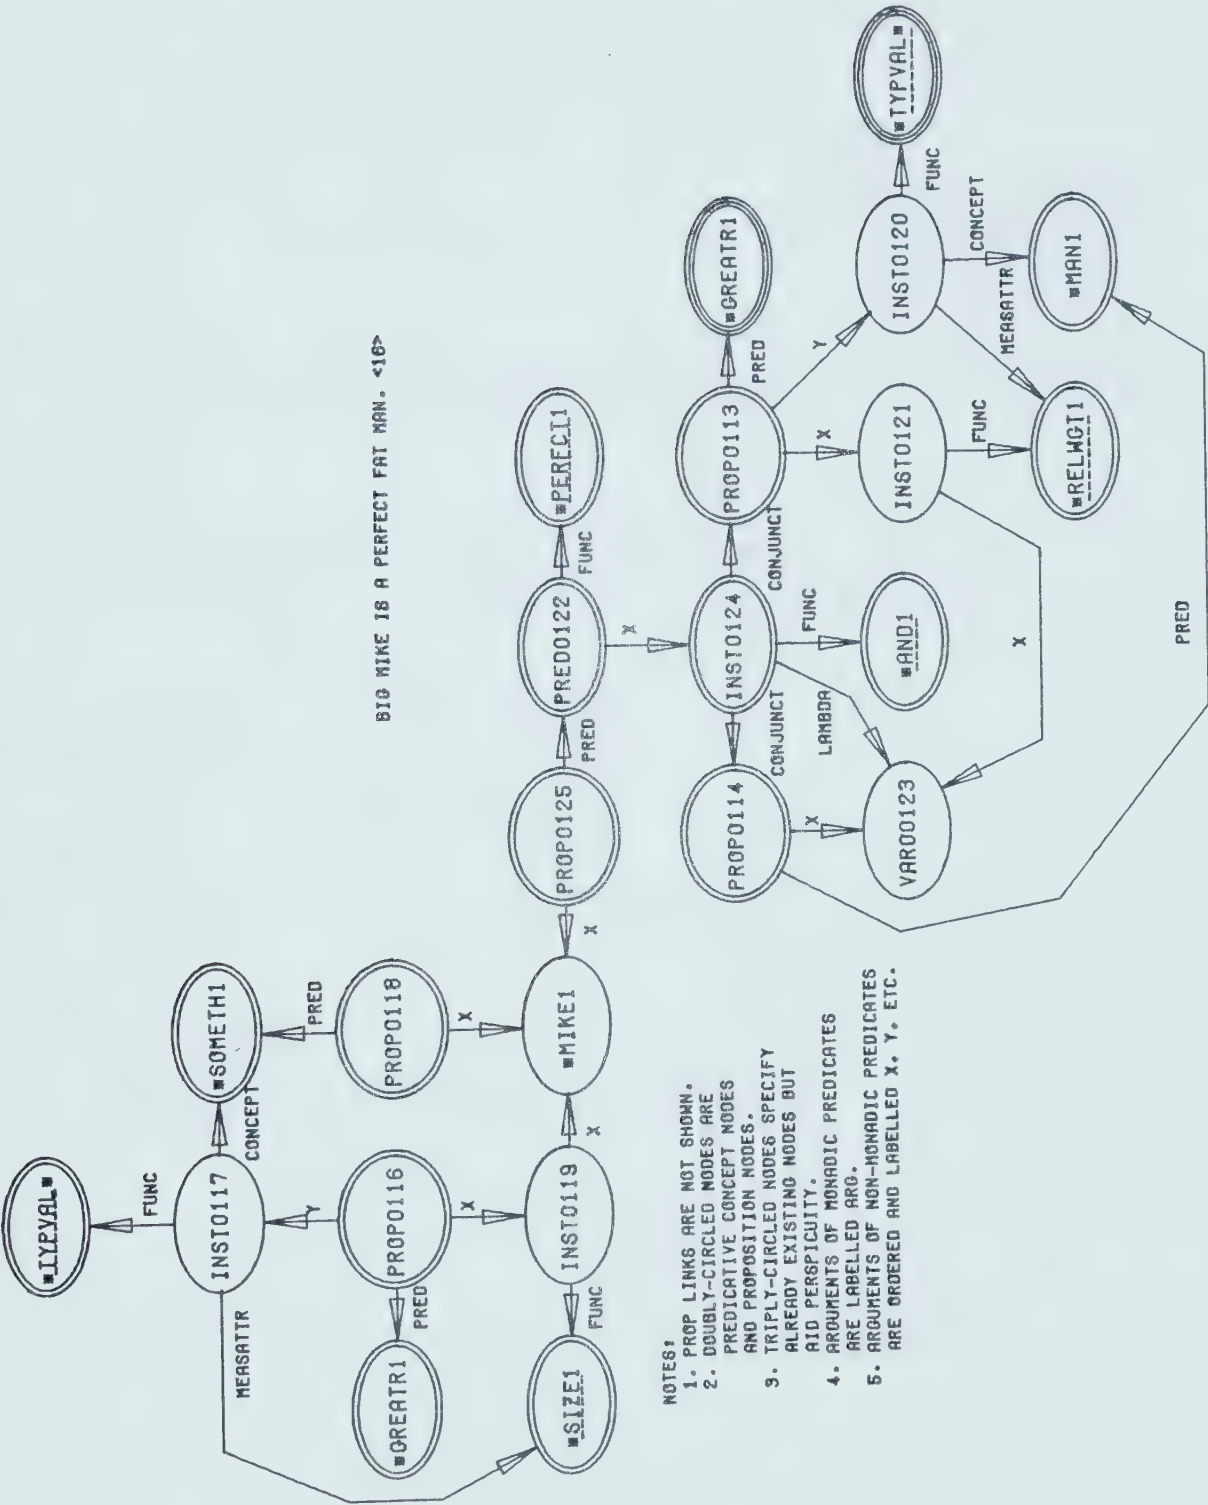 BIG MIKE IS A PERFECT FAT MAN. <16>
*TYPVAL*
FUNC
INST0117
CONCEPT
*SOMETH1
MEASATTR
Y
PRED
PROP0116
PROP0118
PRED
*GREATR1
X
X
INST0119
X
*MIKE1
FUNC
*SIZE1
X
PROP0125
PRED
PRED0122
FUNC
*PERECT1
X
PROP0114
CONJUNCT
INST0124
CONJUNCT
PROP0113
PRED
*GREATR1
X
LAMBDA
FUNC
X
Y
VAR00123
*AND1
INST0121
INST0120
FUNC
*TYPVAL*
X
FUNC
MEASATTR
CONCEPT
*RELWGT1
*MAN1
PRED
NOTES:
1. PROP LINKS ARE NOT SHOWN.
2. DOUBLY-CIRCLED NODES ARE
PREDICATIVE CONCEPT NODES
AND PROPOSITION NODES.
3. TRIPLY-CIRCLED NODES SPECIFY
ALREADY EXISTING NODES BUT
AID PERSPICUITY.
4. ARGUMENTS OF MONADIC PREDICATES
ARE LABELLED ARG.
5. ARGUMENTS OF NON-MONADIC PREDICATES
ARE ORDERED AND LABELLED X, Y, ETC.